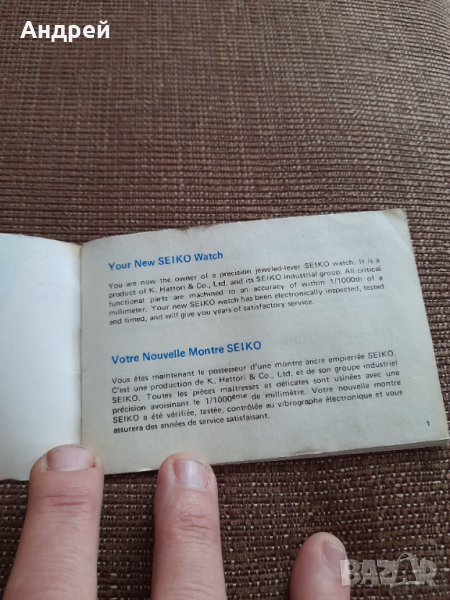 Андрей
Your New SEIKO Watch
You are now the owner of a precision jeweled-lever SEIKO watch. It is a
product of K. Hattori & Co., Ltd. and its SEIKO industrial group. All critical
functional parts are machined to an accuracy of within 1/1000th of a
millimeter. Your new SEIKO watch has been electronically inspected, tested
and timed, and will give you years of satisfactory service.
Votre Nouvelle Montre SEIKO
Vous êtes maintenant le possesseur d'une montre ancre empierrée SEIKO.
C'est une production de K. Hattori & Co., Ltd. et de son groupe industriel
SEIKO. Toutes les pièces maîtresses et délicates sont usinées avec une
précision avoisinant le 1/1000ème de millimètre. Votre nouvelle montre
SEIKO a été vérifiée, testée, contrôlée au vibrographe électronique et vous
assurera des années de service satisfaisant.
1
BAZAR